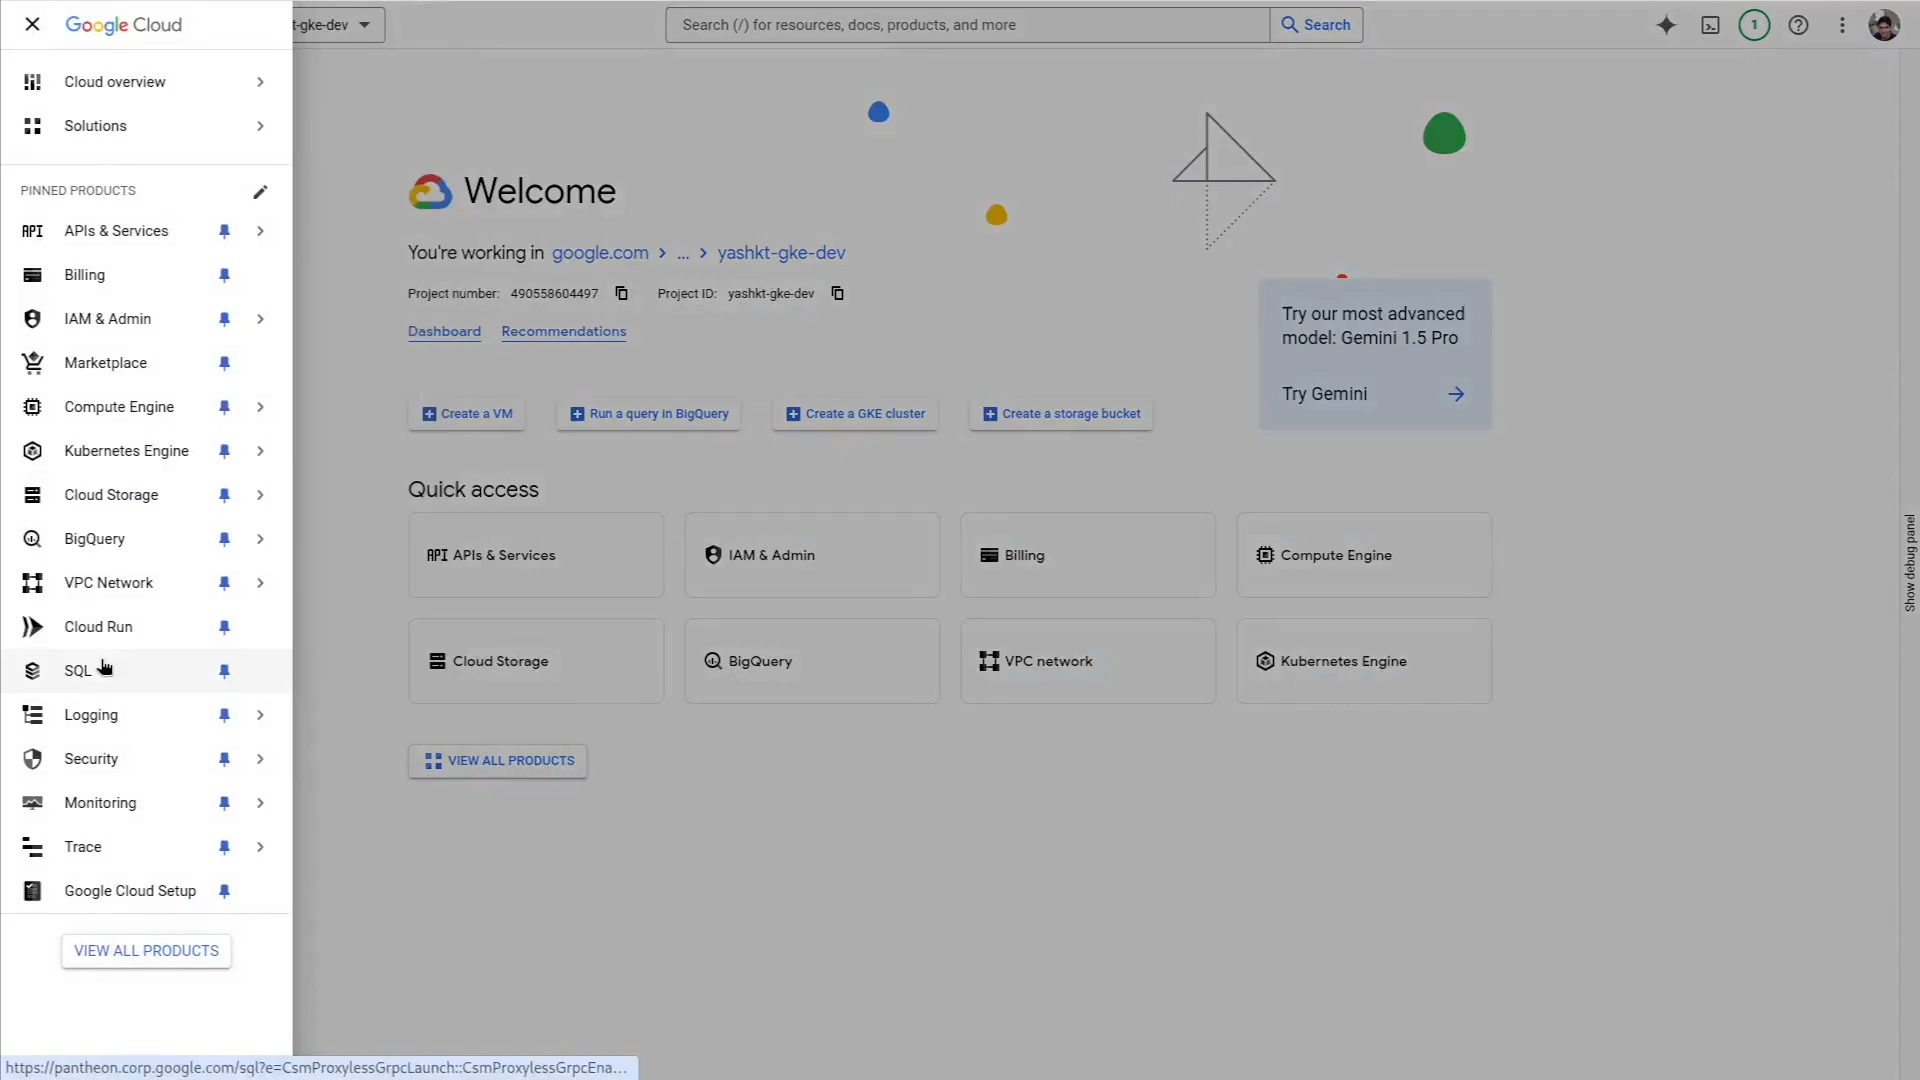 Google Cloud
t-gke-dev
Search (/) for resources, docs, products, and more
Search
1
Cloud overview
Solutions
PINNED PRODUCTS
API APIs & Services
Billing
IAM & Admin
Marketplace
Compute Engine
Kubernetes Engine
Cloud Storage
BigQuery
VPC Network
Cloud Run
SQL
Logging
Security
Monitoring
Trace
Google Cloud Setup
VIEW ALL PRODUCTS
Welcome
You're working in google.com > ... > yashkt-gke-dev
Project number: 490558604497 Project ID: yashkt-gke-dev
Dashboard Recommendations
Try our most advanced
model: Gemini 1.5 Pro
Try Gemini
Create a VM
Run a query in BigQuery
Create a GKE cluster
Create a storage bucket
Quick access
API APIs & Services
IAM & Admin
Billing
Compute Engine
Cloud Storage
BigQuery
VPC network
Kubernetes Engine
VIEW ALL PRODUCTS
Show debug panel
https://pantheon.corp.google.com/sql?e=CsmProxylessGrpcLaunch::CsmProxylessGrpcEna...